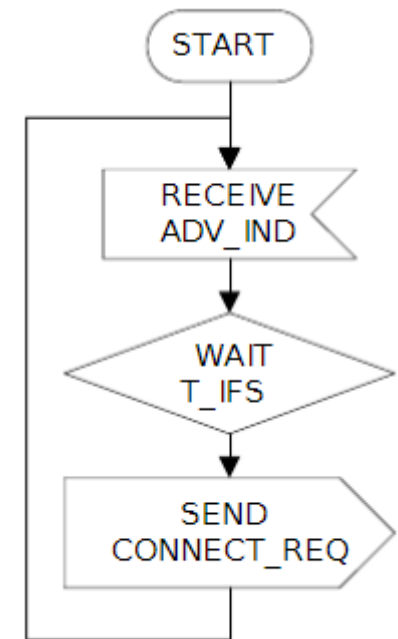 START
RECEIVE
ADV_IND
WAIT
T_IFS
SEND
CONNECT_REQ